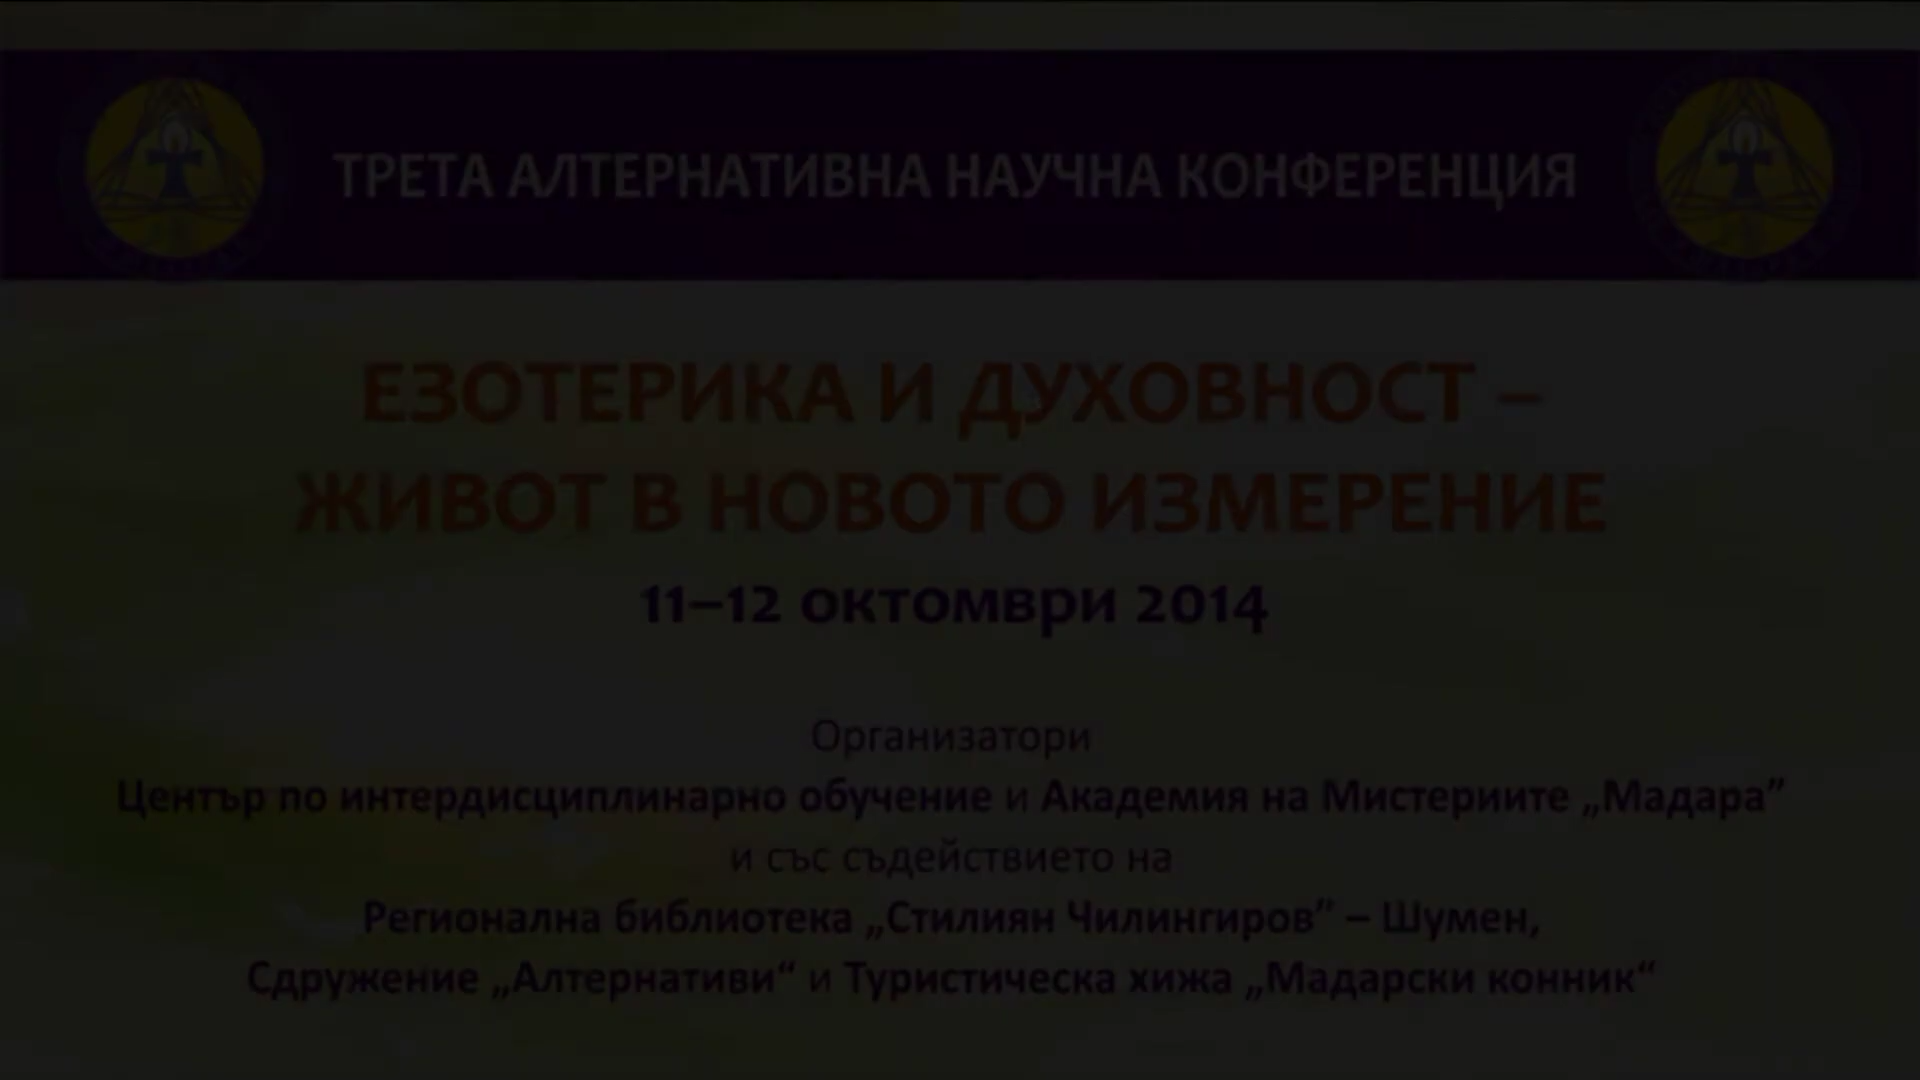 ТРЕТА АЛТЕРНАТИВНА НАУЧНА КОНФЕРЕНЦИЯ
ЕЗОТЕРИКА И ДУХОВНОСТ –
ЖИВОТ В НОВОТО ИЗМЕРЕНИЕ
11–12 октомври 2014
Организатори
Център по интердисциплинарно обучение и Академия на Мистериите „Мадара”
и със съдействието на
Регионална библиотека „Стилиян Чилингиров” – Шумен,
Сдружение „Алтернативи“ и Туристическа хижа „Мадарски конник“